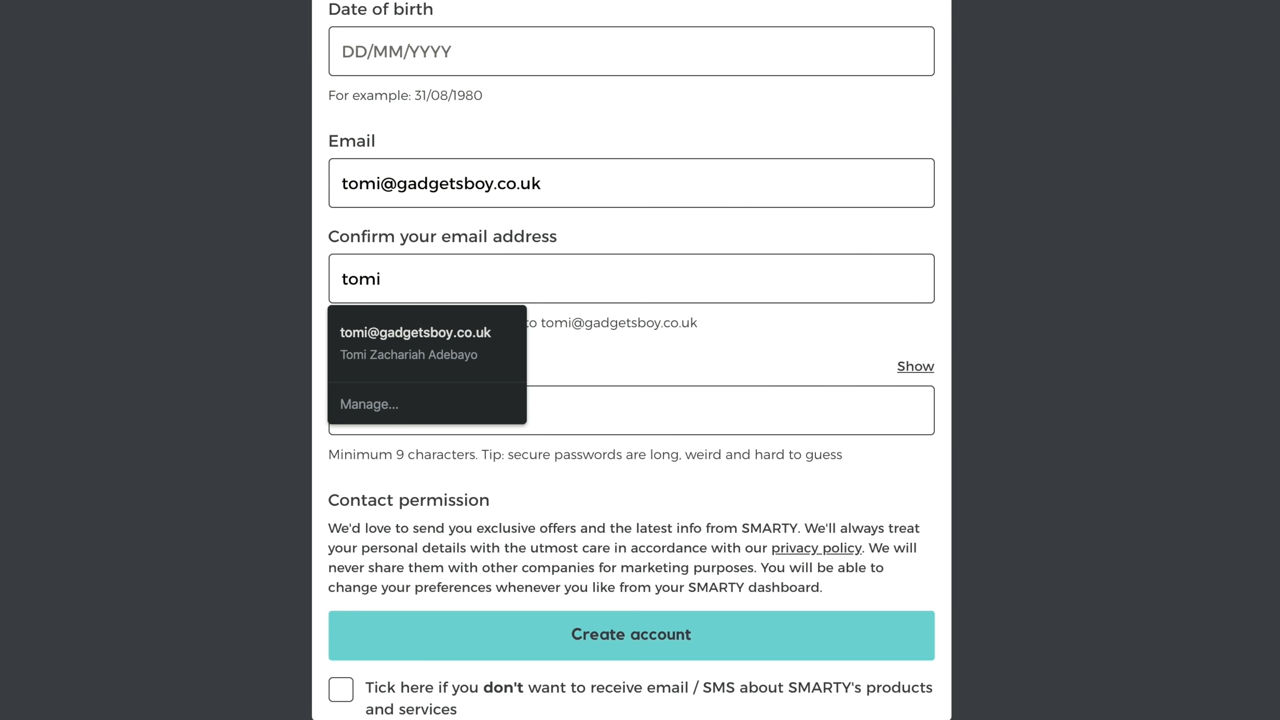 Date of birth
DD/MM/YYYY
For example: 31/08/1980
Email
tomi@gadgetsboy.co.uk
Confirm your email address
tomi
to tomi@gadgetsboy.co.uk
tomi@gadgetsboy.co.uk
Tomi Zachariah Adebayo
Manage...
Show
Minimum 9 characters. Tip: secure passwords are long, weird and hard to guess
Contact permission
We'd love to send you exclusive offers and the latest info from SMARTY. We'll always treat
your personal details with the utmost care in accordance with our privacy policy. We will
never share them with other companies for marketing purposes. You will be able to
change your preferences whenever you like from your SMARTY dashboard.
Create account
Tick here if you don't want to receive email / SMS about SMARTY's products
and services